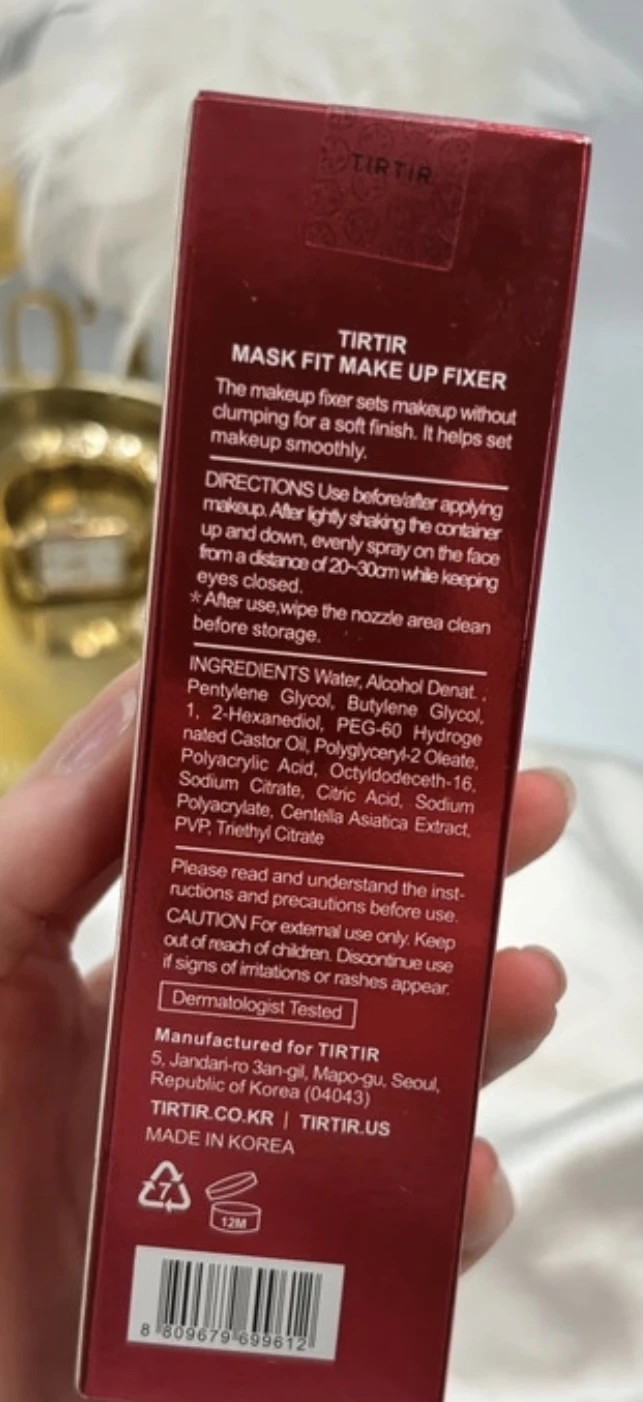 TIRTIR
TIRTIR
MASK FIT MAKE UP FIXER
The makeup fixer sets makeup without
clumping for a soft finish. It helps set
makeup smoothly.
DIRECTIONS Use before/after applying
makeup. After lightly shaking the container
up and down, evenly spray on the face
from a distance of 20~30cm while keeping
eyes closed.
* After use,wipe the nozzle area clean
before storage.
INGREDIENTS Water, Alcohol Denat. ,
Pentylene Glycol, Butylene Glycol,
1, 2-Hexanediol, PEG-60 Hydroge
nated Castor Oil, Polyglyceryl-2 Oleate,
Polyacrylic Acid, Octyldodeceth-16,
Sodium Citrate, Citric Acid, Sodium
Polyacrylate, Centella Asiatica Extract,
PVP, Triethyl Citrate
Please read and understand the inst-
ructions and precautions before use.
CAUTION For external use only. Keep
out of reach of children. Discontinue use
if signs of irritations or rashes appear.
Dermatologist Tested
Manufactured for TIRTIR
5, Jandari-ro 3an-gil, Mapo-gu, Seoul,
Republic of Korea (04043)
TIRTIR.CO.KR | TIRTIR.US
MADE IN KOREA
7
12M
8 809679 699612